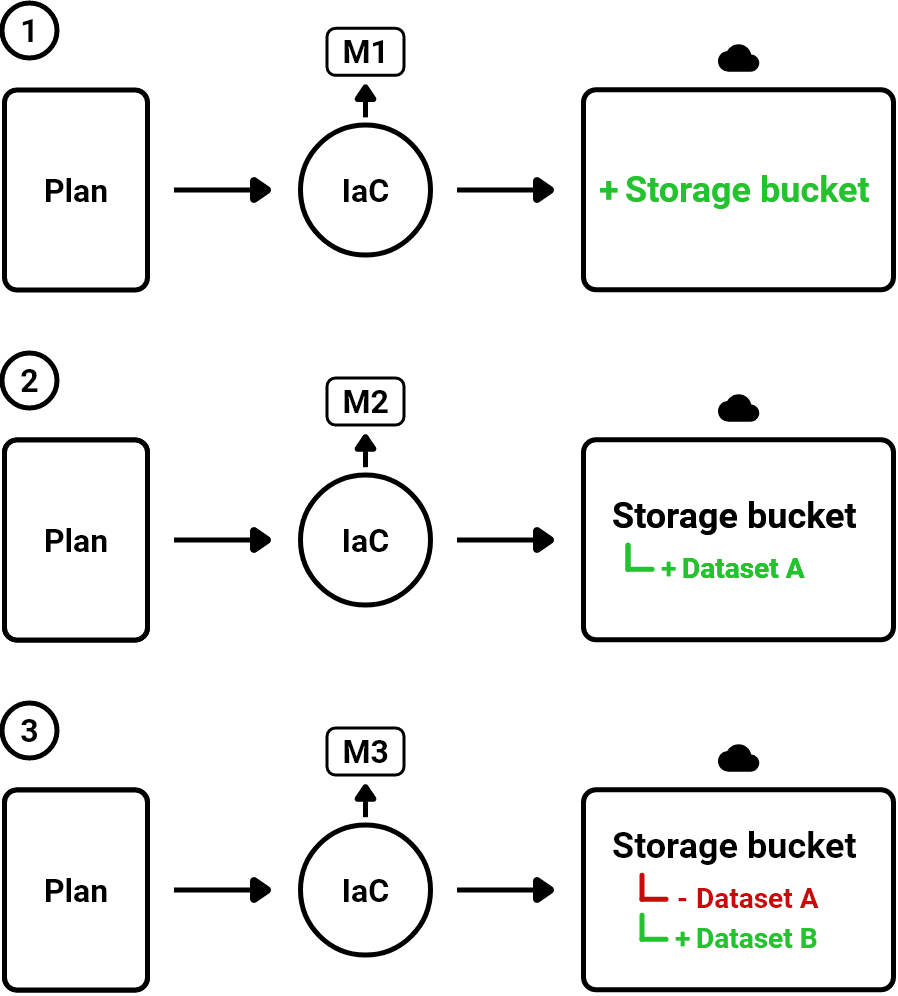 1
M1
Plan
IaC
+ Storage bucket
2
M2
Plan
IaC
Storage bucket
+ Dataset A
3
M3
Plan
IaC
Storage bucket
- Dataset A
+ Dataset B